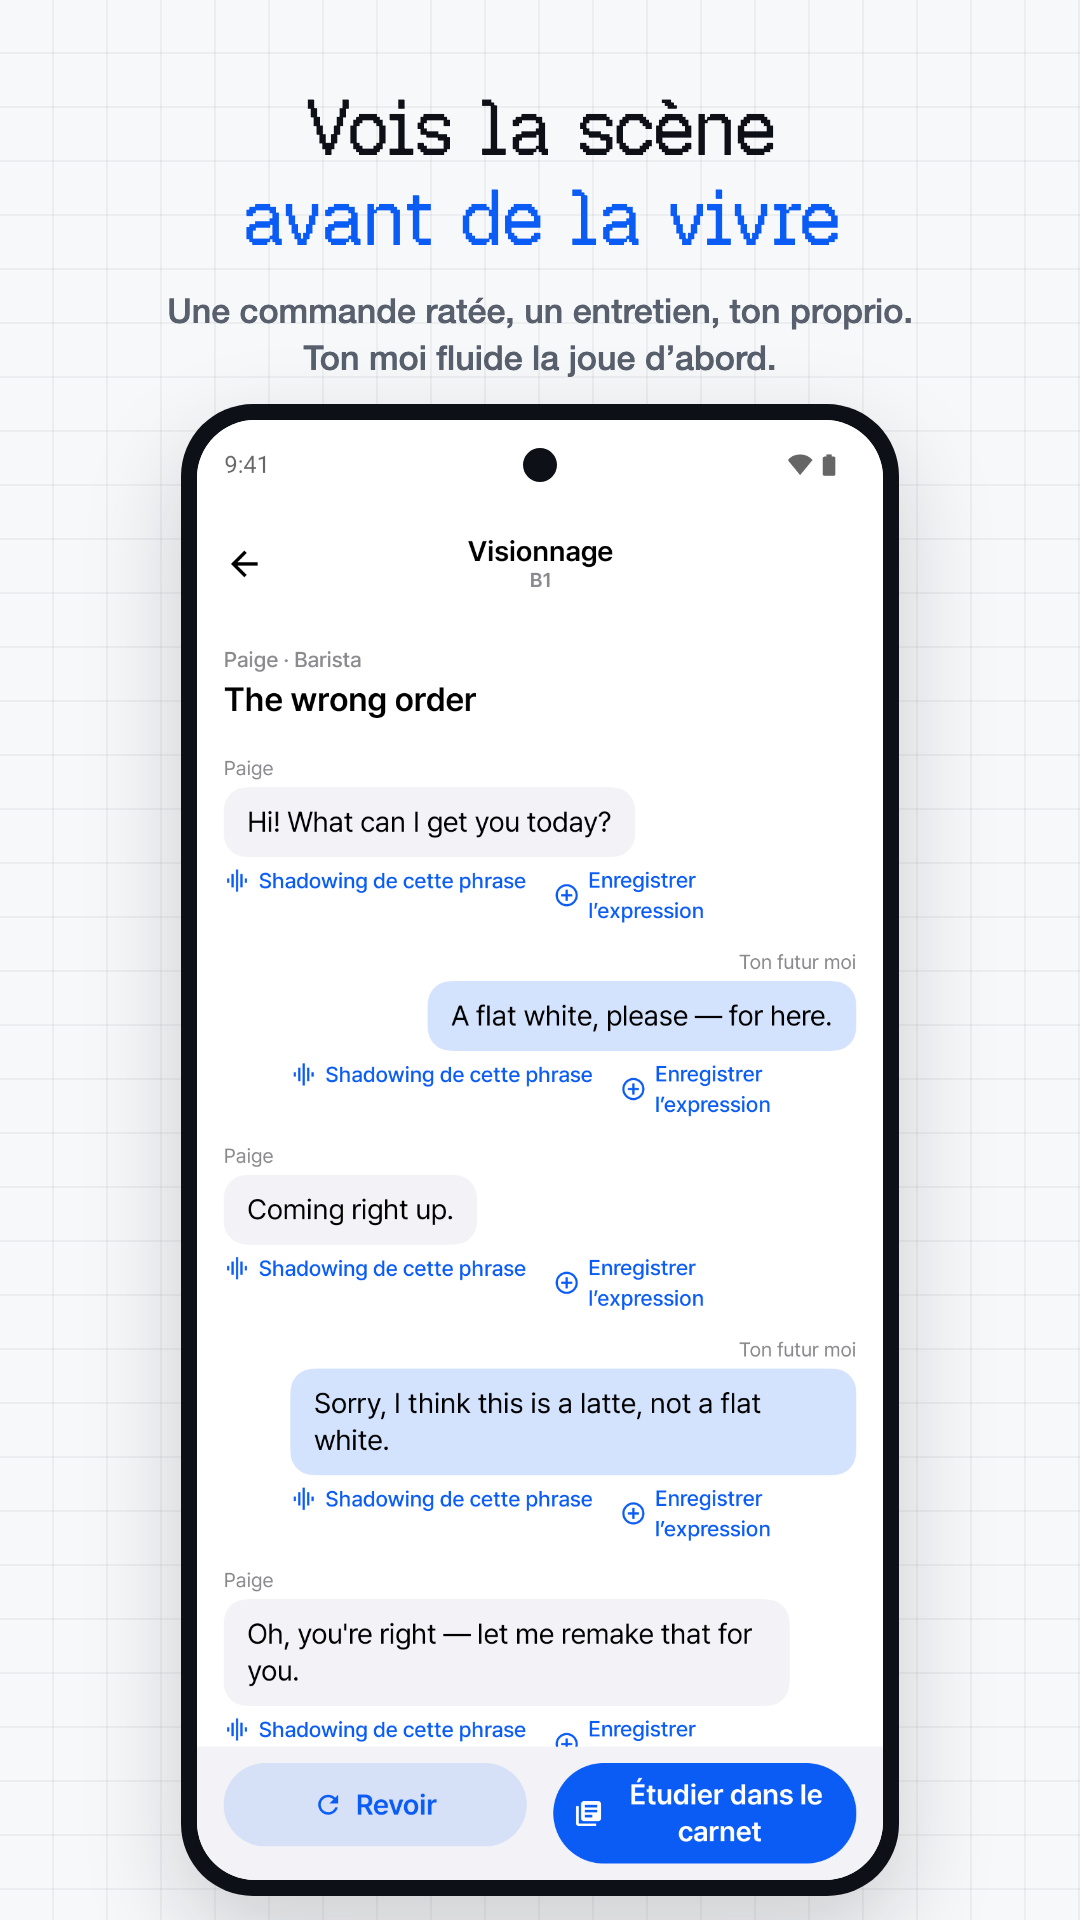 Vois la scène
avant de la vivre
Une commande ratée, un entretien, ton proprio.
Ton moi fluide la joue d’abord.
9:41
Visionnage
B1
Paige · Barista
The wrong order
Paige
Hi! What can I get you today?
Shadowing de cette phrase
Enregistrer
l’expression
Ton futur moi
A flat white, please — for here.
Shadowing de cette phrase
Enregistrer
l’expression
Paige
Coming right up.
Shadowing de cette phrase
Enregistrer
l’expression
Ton futur moi
Sorry, I think this is a latte, not a flat
white.
Shadowing de cette phrase
Enregistrer
l’expression
Paige
Oh, you're right — let me remake that for
you.
Shadowing de cette phrase
Enregistrer
Revoir
Étudier dans le
carnet